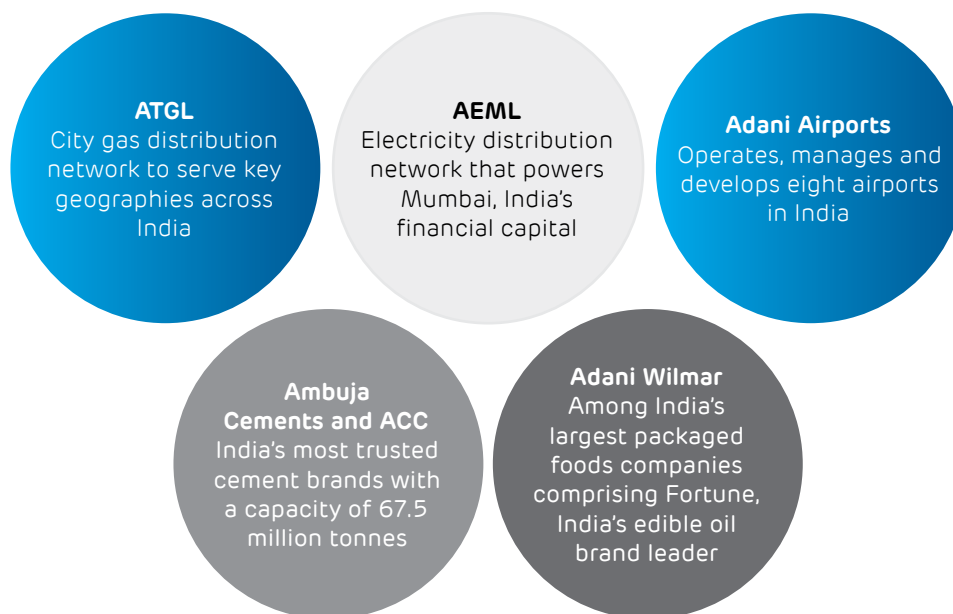 ATGL
City gas distribution
network to serve key
geographies across
India
AEML
Electricity distribution
network that powers
Mumbai, India’s
financial capital
Adani Airports
Operates, manages and
develops eight airports
in India
Ambuja
Cements and ACC
India’s most trusted
cement brands with
a capacity of 67.5
million tonnes
Adani Wilmar
Among India’s
largest packaged
foods companies
comprising Fortune,
India’s edible oil
brand leader